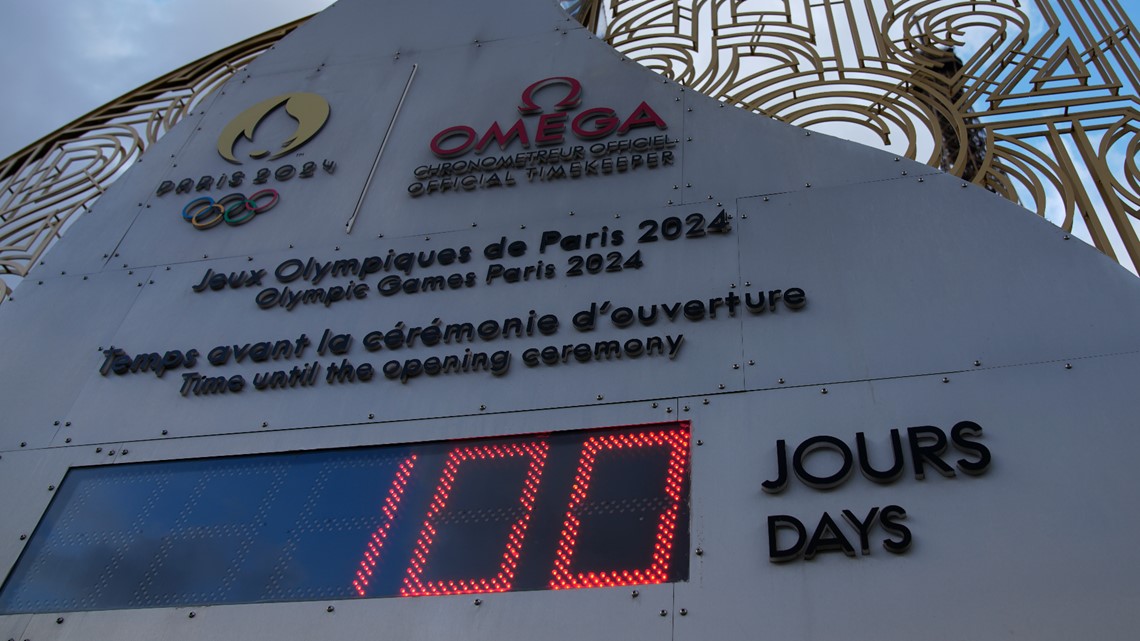 PARIS 2024
OMEGA
CHRONOMETREUR OFFICIEL
OFFICIAL TIMEKEEPER
Jeux Olympiques de Paris 2024
Olympic Games Paris 2024
Temps avant la cérémonie d'ouverture
Time until the opening ceremony
100
JOURS
DAYS